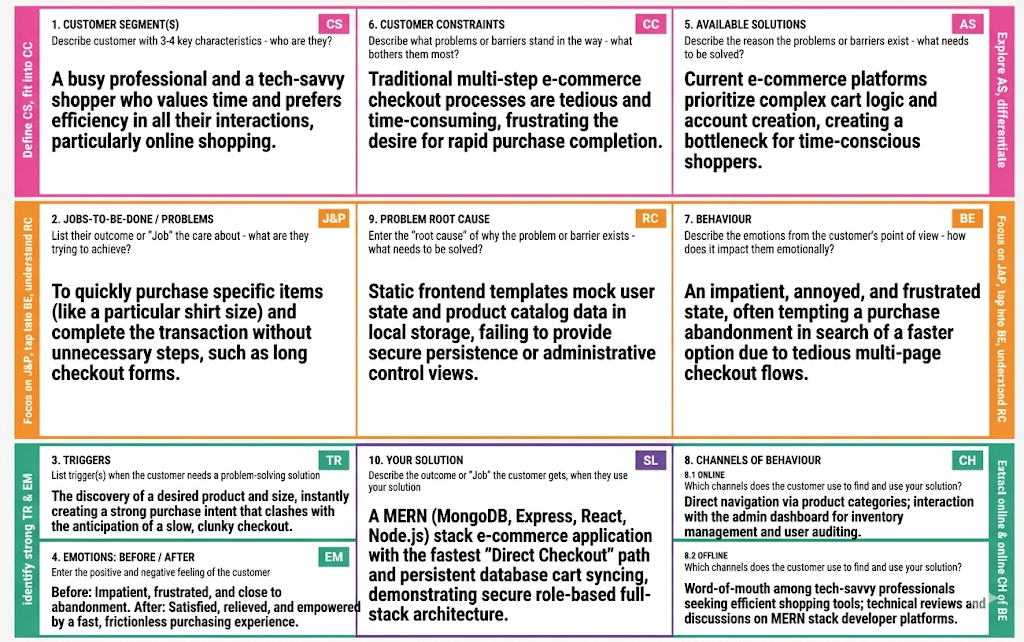 Define CS, fit into CC
1. CUSTOMER SEGMENT(S)
CS
Describe customer with 3-4 key characteristics - who are they?
A busy professional and a tech-savvy
shopper who values time and prefers
efficiency in all their interactions,
particularly online shopping.
6. CUSTOMER CONSTRAINTS
CC
Describe what problems or barriers stand in the way - what
bothers them most?
Traditional multi-step e-commerce
checkout processes are tedious and
time-consuming, frustrating the
desire for rapid purchase completion.
5. AVAILABLE SOLUTIONS
AS
Describe the reason the problems or barriers exist - what needs
to be solved?
Current e-commerce platforms
prioritize complex cart logic and
account creation, creating a
bottleneck for time-conscious
shoppers.
Explore AS, differentiate
Focos on J&P, tap tato BE, understand RC
2. JOBS-TO-BE-DONE / PROBLEMS
J&P
List their outcome or "Job" the care about - what are they
trying to achieve?
To quickly purchase specific items
(like a particular shirt size) and
complete the transaction without
unnecessary steps, such as long
checkout forms.
9. PROBLEM ROOT CAUSE
RC
Enter the "root cause" of why the problem or barrier exists -
what needs to be solved?
Static frontend templates mock user
state and product catalog data in
local storage, failing to provide
secure persistence or administrative
control views.
7. BEHAVIOUR
BE
Describe the emotions from the customer's point of view - how
does it impact them emotionally?
An impatient, annoyed, and frustrated
state, often tempting a purchase
abandonment in search of a faster
option due to tedious multi-page
checkout flows.
Focus on JAP, tap into BE, understond RC
identify strong TR & EM
3. TRIGGERS
TR
List trigger(s) when the customer needs a problem-solving solution
The discovery of a desired product and size, instantly
creating a strong purchase intent that clashes with
the anticipation of a slow, clunky checkout.
4. EMOTIONS: BEFORE / AFTER
EM
Enter the positive and negative feeling of the customer
Before: Impatient, frustrated, and close to
abandonment. After: Satisfied, relieved, and empowered
by a fast, frictionless purchasing experience.
10. YOUR SOLUTION
SL
Describe the outcome or "Job" the customer gets, when they use
your solution
A MERN (MongoDB, Express, React,
Node.js) stack e-commerce application
with the fastest "Direct Checkout" path
and persistent database cart syncing,
demonstrating secure role-based full-
stack architecture.
8. CHANNELS OF BEHAVIOUR
CH
8.1 ONLINE
Which channels does the customer use to find and use your solution?
Direct navigation via product categories; interaction
with the admin dashboard for inventory
management and user auditing.
8.2 OFFLINE
Which channels does the customer use to find and use your solution?
Word-of-mouth among tech-savvy professionals
seeking efficient shopping tools; technical reviews and
discussions on MERN stack developer platforms.
Extract online & online CH of BE